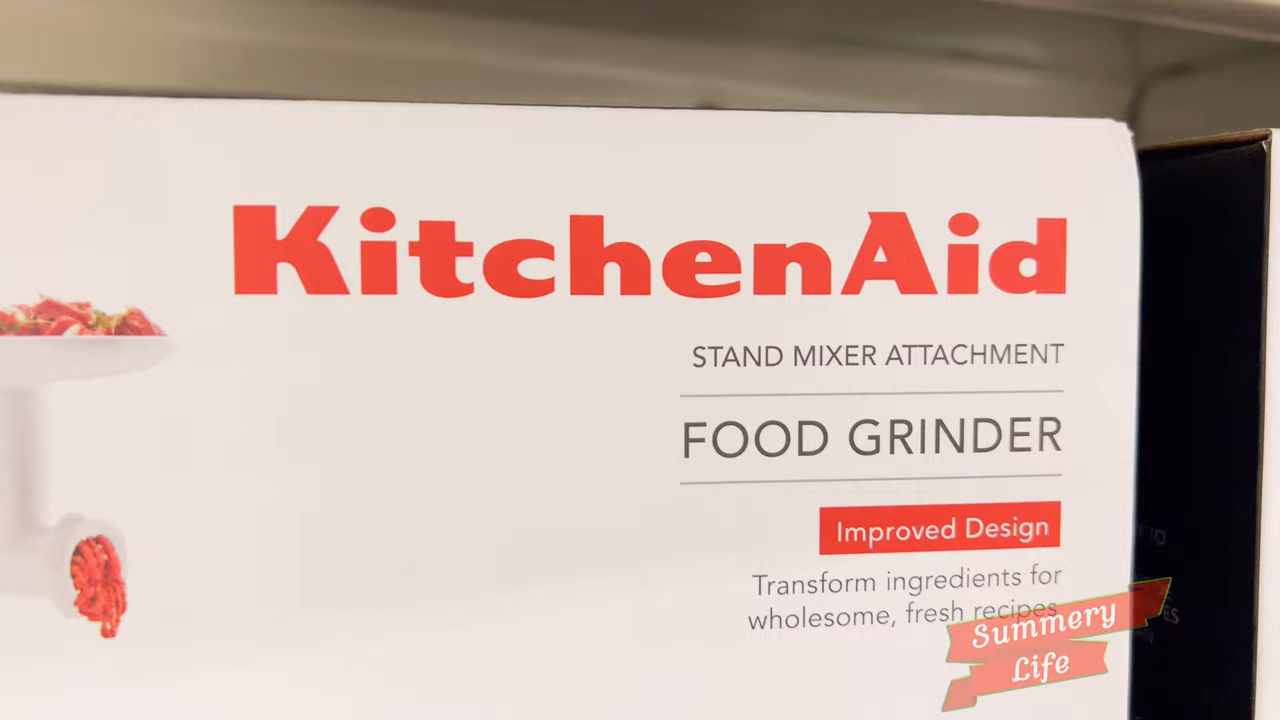 KitchenAid
STAND MIXER ATTACHMENT
FOOD GRINDER
Improved Design
Transform ingredients for
wholesome, fresh recipes
Summery
Life